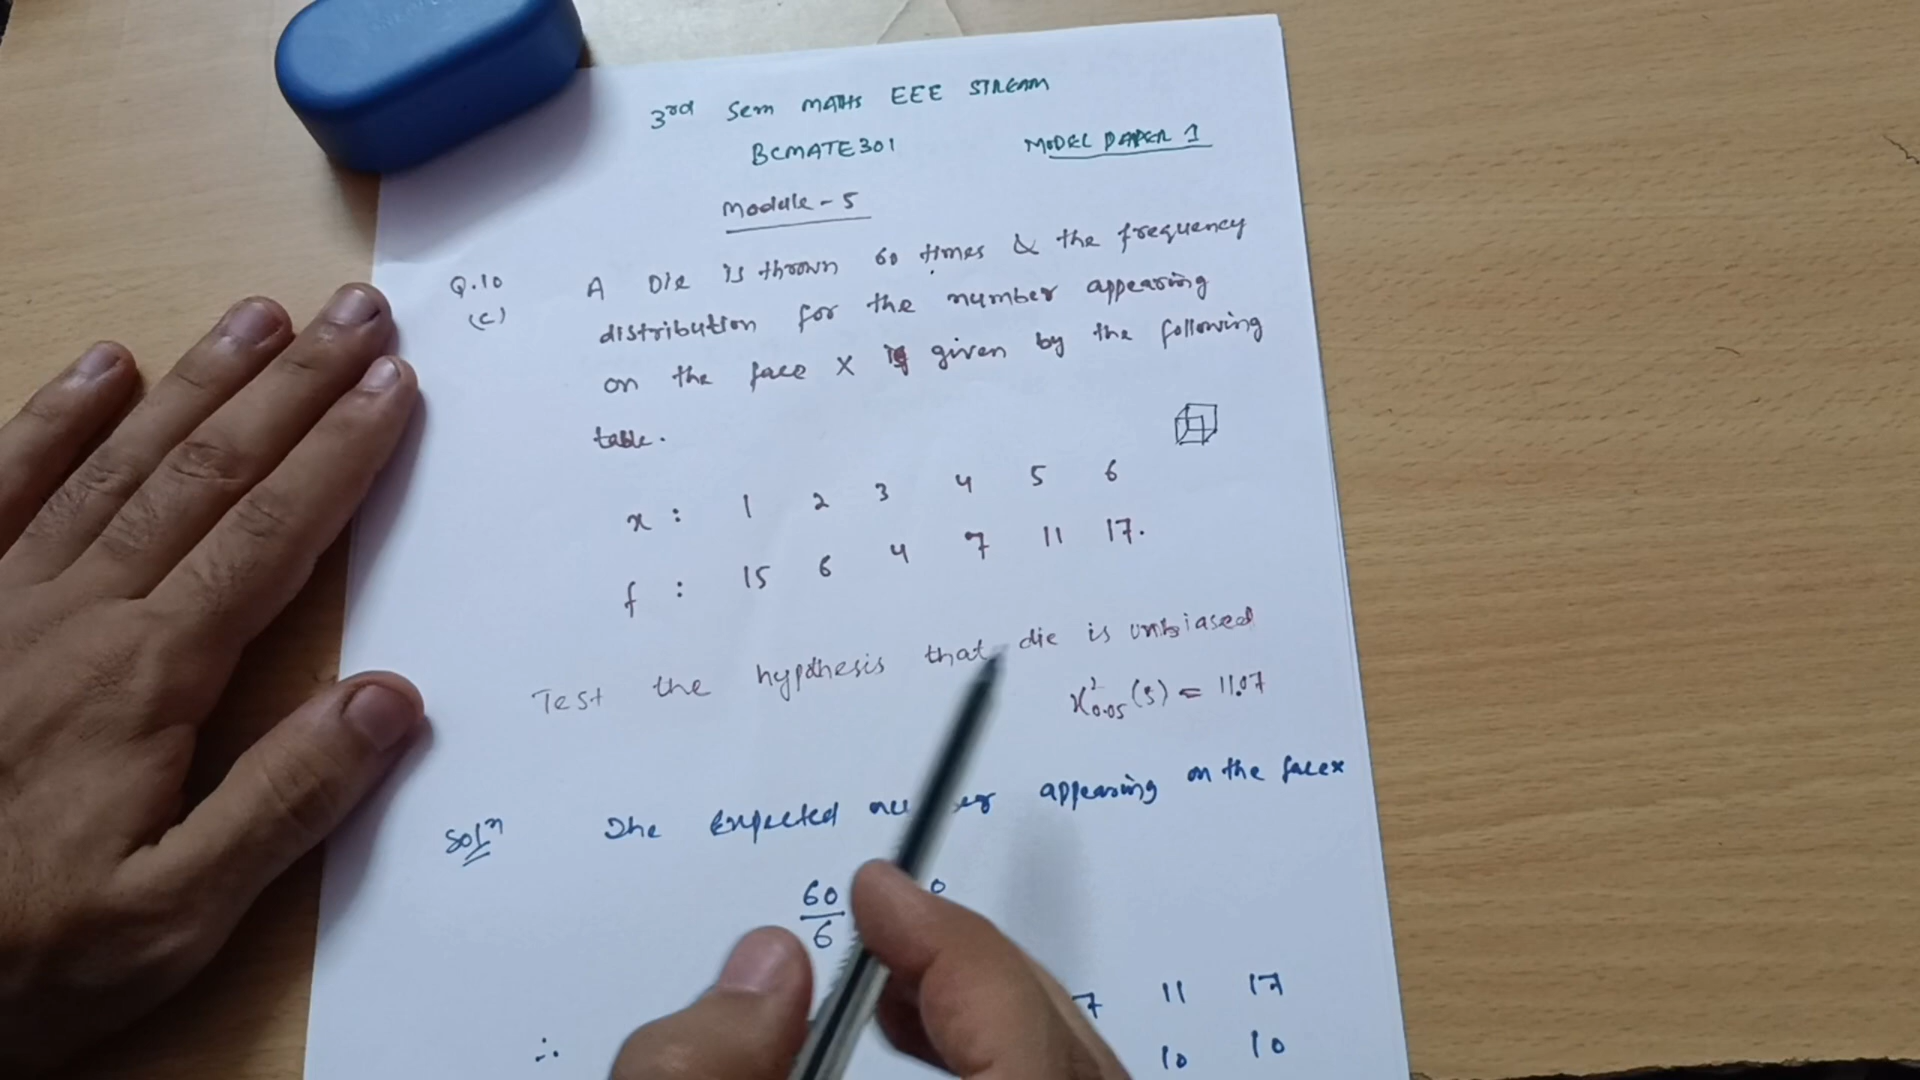 3rd Sem MATHS EEE STREAM
BCMATE301 MODEL PAPER 1
Module - 5
Q.10 A Die is thrown 60 times & the frequency
(c) distribution for the number appearing
on the face X is given by the following
table.
x : 1 2 3 4 5 6
f : 15 6 4 7 11 17.
Test the hypothesis that die is unbiased
χ²0.05 (5) = 11.07
Solⁿ The Expected appearing on the face x
60/6
7 11 17
∴ 10 10